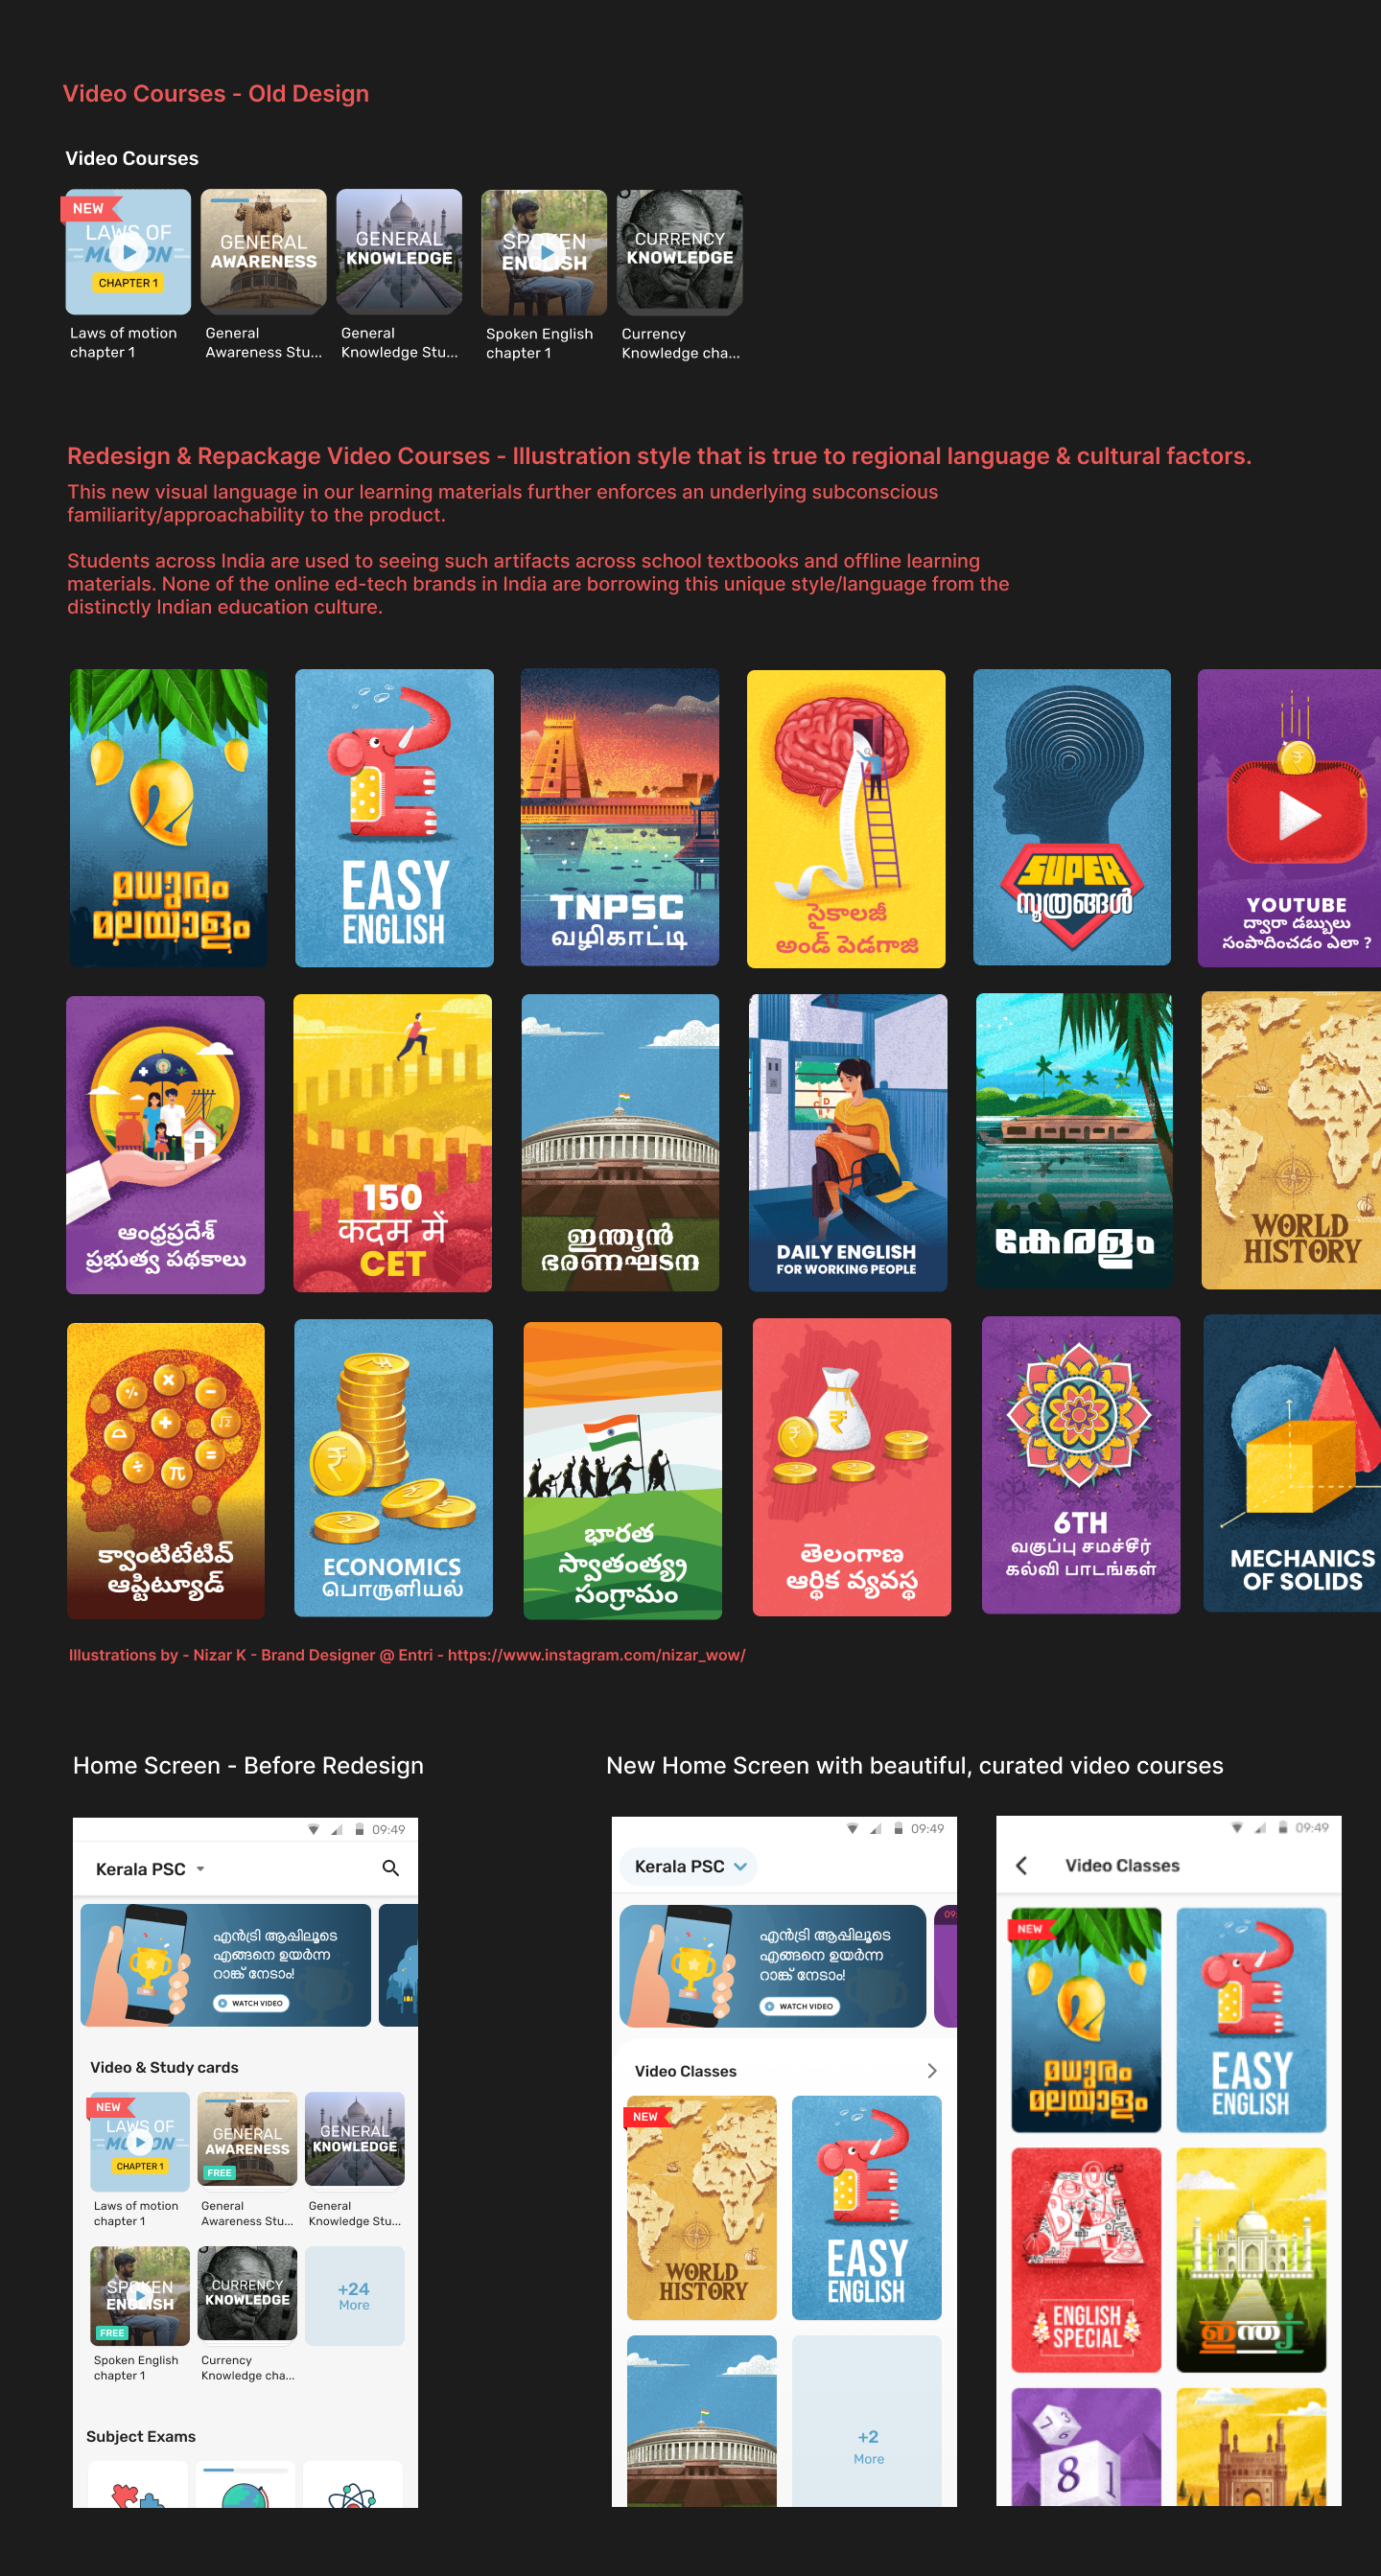 Video Courses - Old Design
Video Courses
NEW
LAWS OF
MOTION
CHAPTER 1
GENERAL
AWARENESS
GENERAL
KNOWLEDGE
SPOKEN
ENGLISH
CURRENCY
KNOWLEDGE
Laws of motion
chapter 1
General
Awareness Stu...
General
Knowledge Stu...
Spoken English
chapter 1
Currency
Knowledge cha...
Redesign & Repackage Video Courses - Illustration style that is true to regional language & cultural factors.
This new visual language in our learning materials further enforces an underlying subconscious
familiarity/approachability to the product.
Students across India are used to seeing such artifacts across school textbooks and offline learning
materials. None of the online ed-tech brands in India are borrowing this unique style/language from the
distinctly Indian education culture.
മധുരം
മലയാളം
EASY
ENGLISH
TNPSC
வழிகாட்டி
సైకాలజీ
అండ్ పెడగాజి
SUPER
സൂത്രങ്ങൾ
YOUTUBE
ద్వారా డబ్బులు
సంపాదించడం ఎలా ?
ఆంధ్రప్రదేశ్
ప్రభుత్వ పథకాలు
150
कदम में
CET
ഇന്ത്യൻ
ഭരണഘടന
DAILY ENGLISH
FOR WORKING PEOPLE
കേരളം
WORLD
HISTORY
క్వాంటిటేటివ్
ఆప్టిట్యూడ్
ECONOMICS
பொருளியல்
భారత
స్వాతంత్య్ర
సంగ్రామం
తెలంగాణ
ఆర్థిక వ్యవస్థ
6TH
வகுப்பு சமச்சீர்
கல்வி பாடங்கள்
MECHANICS
OF SOLIDS
Illustrations by - Nizar K - Brand Designer @ Entri - https://www.instagram.com/nizar_wow/
Home Screen - Before Redesign
09:49
Kerala PSC
എൻട്രി ആപ്പിലൂടെ
എങ്ങനെ ഉയർന്ന
റാങ്ക് നേടാം!
WATCH VIDEO
Video & Study cards
NEW
LAWS OF
MOTION
CHAPTER 1
GENERAL
AWARENESS
FREE
GENERAL
KNOWLEDGE
Laws of motion
chapter 1
General
Awareness Stu...
General
Knowledge Stu...
SPOKEN
ENGLISH
FREE
CURRENCY
KNOWLEDGE
+24
More
Spoken English
chapter 1
Currency
Knowledge cha...
Subject Exams
New Home Screen with beautiful, curated video courses
09:49
Kerala PSC
എൻട്രി ആപ്പിലൂടെ
എങ്ങനെ ഉയർന്ന
റാങ്ക് നേടാം!
WATCH VIDEO
09:
Video Classes
NEW
WORLD
HISTORY
EASY
ENGLISH
+2
More
09:49
Video Classes
NEW
മധുരം
മലയാളം
EASY
ENGLISH
ENGLISH
SPECIAL
ഇന്ത്യ
7 3
8 1